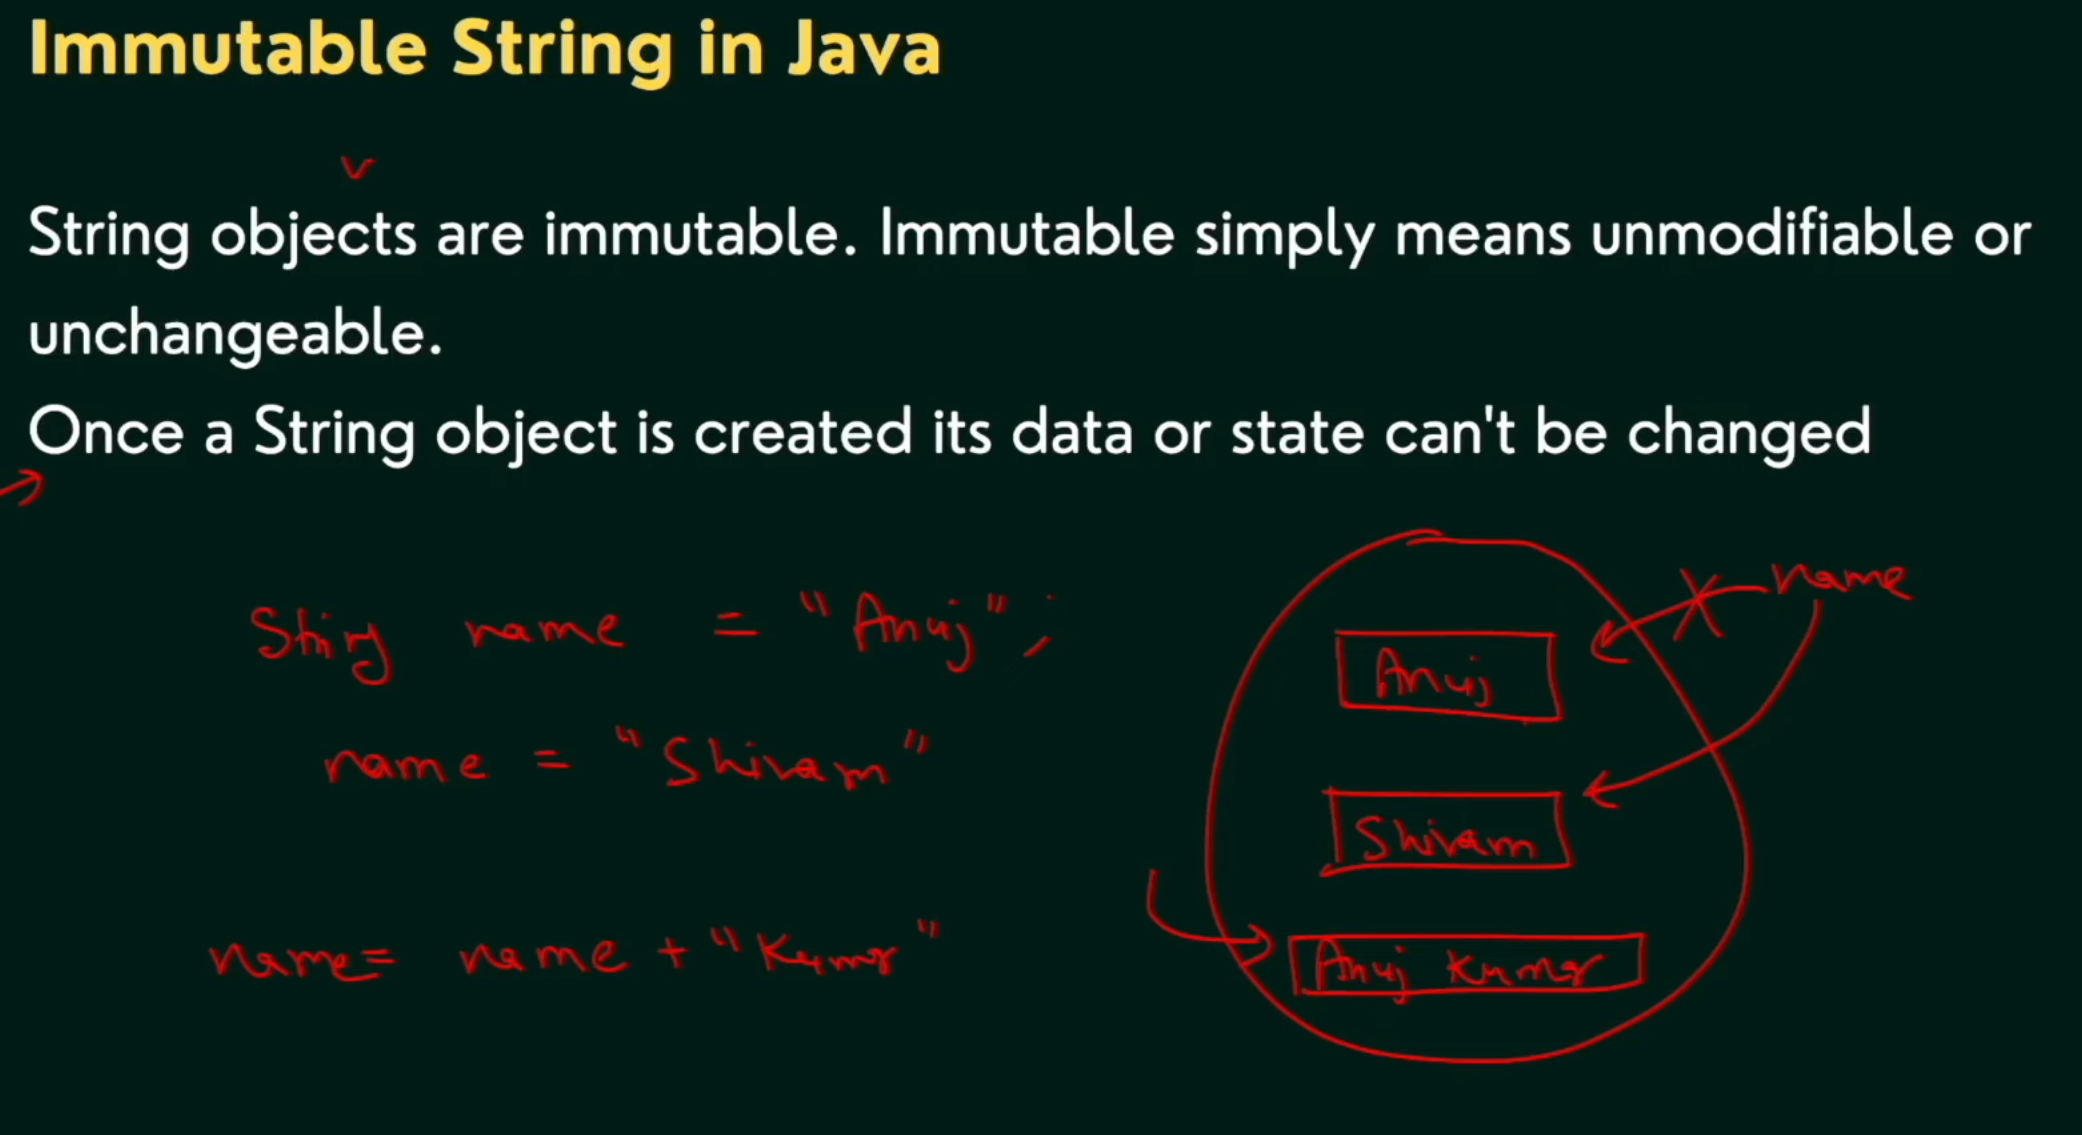 Immutable String in Java
String objects are immutable. Immutable simply means unmodifiable or
unchangeable.
Once a String object is created its data or state can't be changed
String name = "Anuj";
name = "Shivam"
name= name + "Kumar"
name
Anuj
Shivam
Anuj Kumar